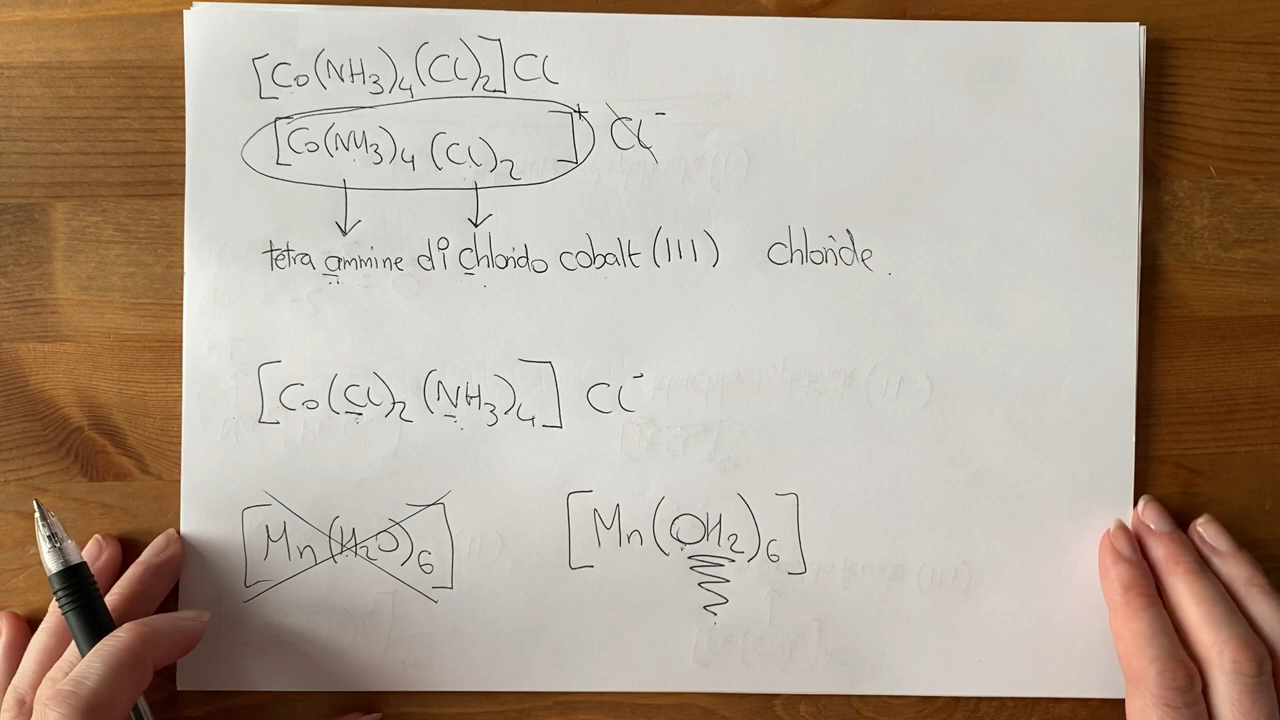 [Co(NH3)4(Cl)2]Cl
[Co(NH3)4(Cl)2]+ Cl-
tetra ammine di chlorido cobalt (III) chloride.
[Co(Cl)2(NH3)4] Cl-
[Mn(H2O)6] [Mn(OH2)6]